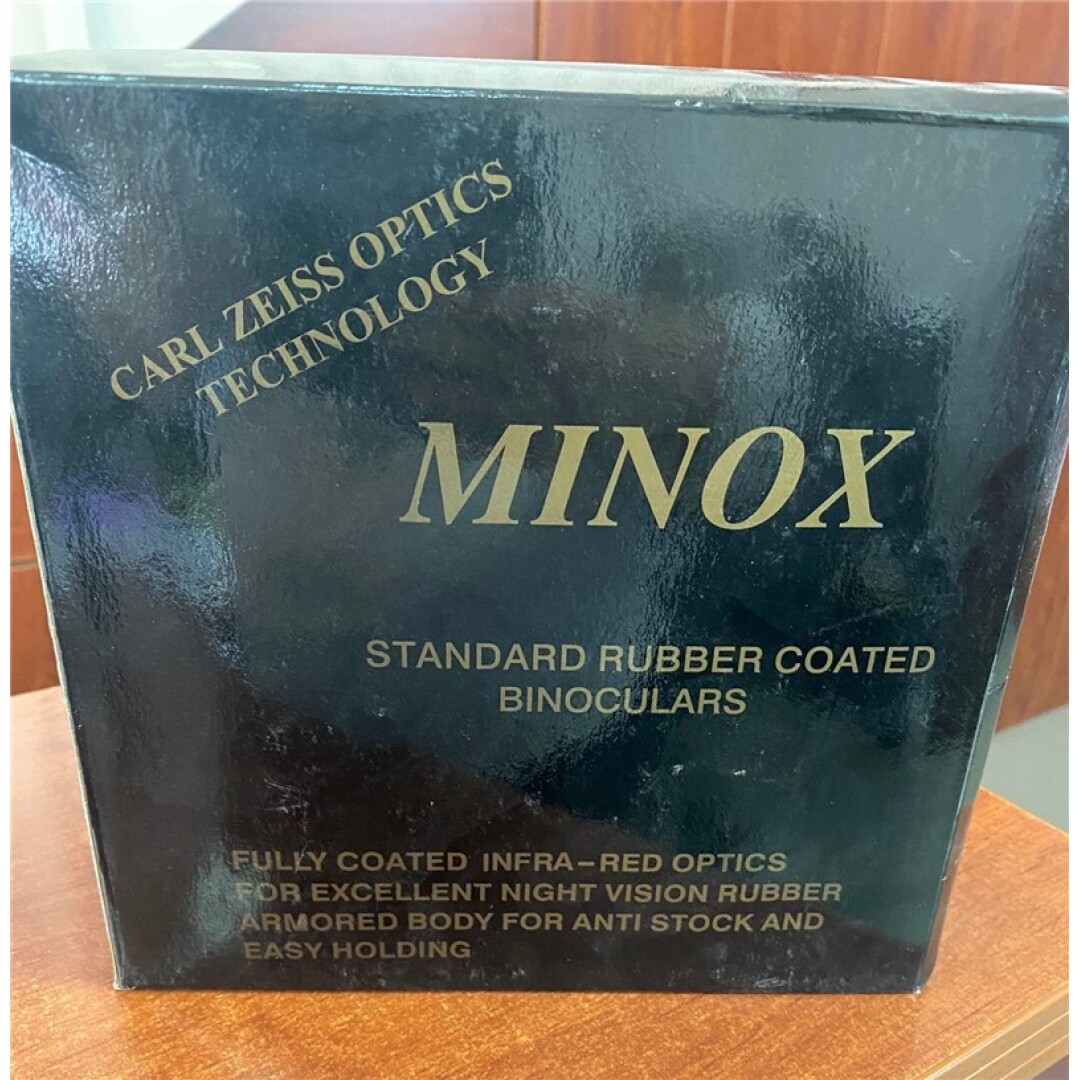 CARL ZEISS OPTICS
TECHNOLOGY
MINOX
STANDARD RUBBER COATED
BINOCULARS
FULLY COATED INFRA-RED OPTICS
FOR EXCELLENT NIGHT VISION RUBBER
ARMORED BODY FOR ANTI STOCK AND
EASY HOLDING